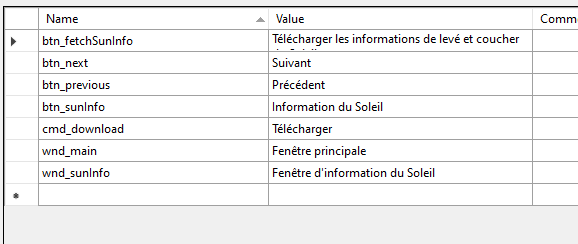 Name Value Comm
btn_fetchSunInfo Télécharger les informations de levé et coucher
btn_next Suivant
btn_previous Précédent
btn_sunInfo Information du Soleil
cmd_download Télécharger
wnd_main Fenêtre principale
wnd_sunInfo Fenêtre d'information du Soleil